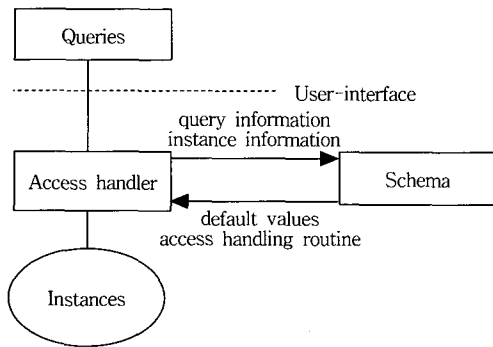 Queries
User-interface
query information
instance information
Access handler
Schema
default values
access handling routine
Instances